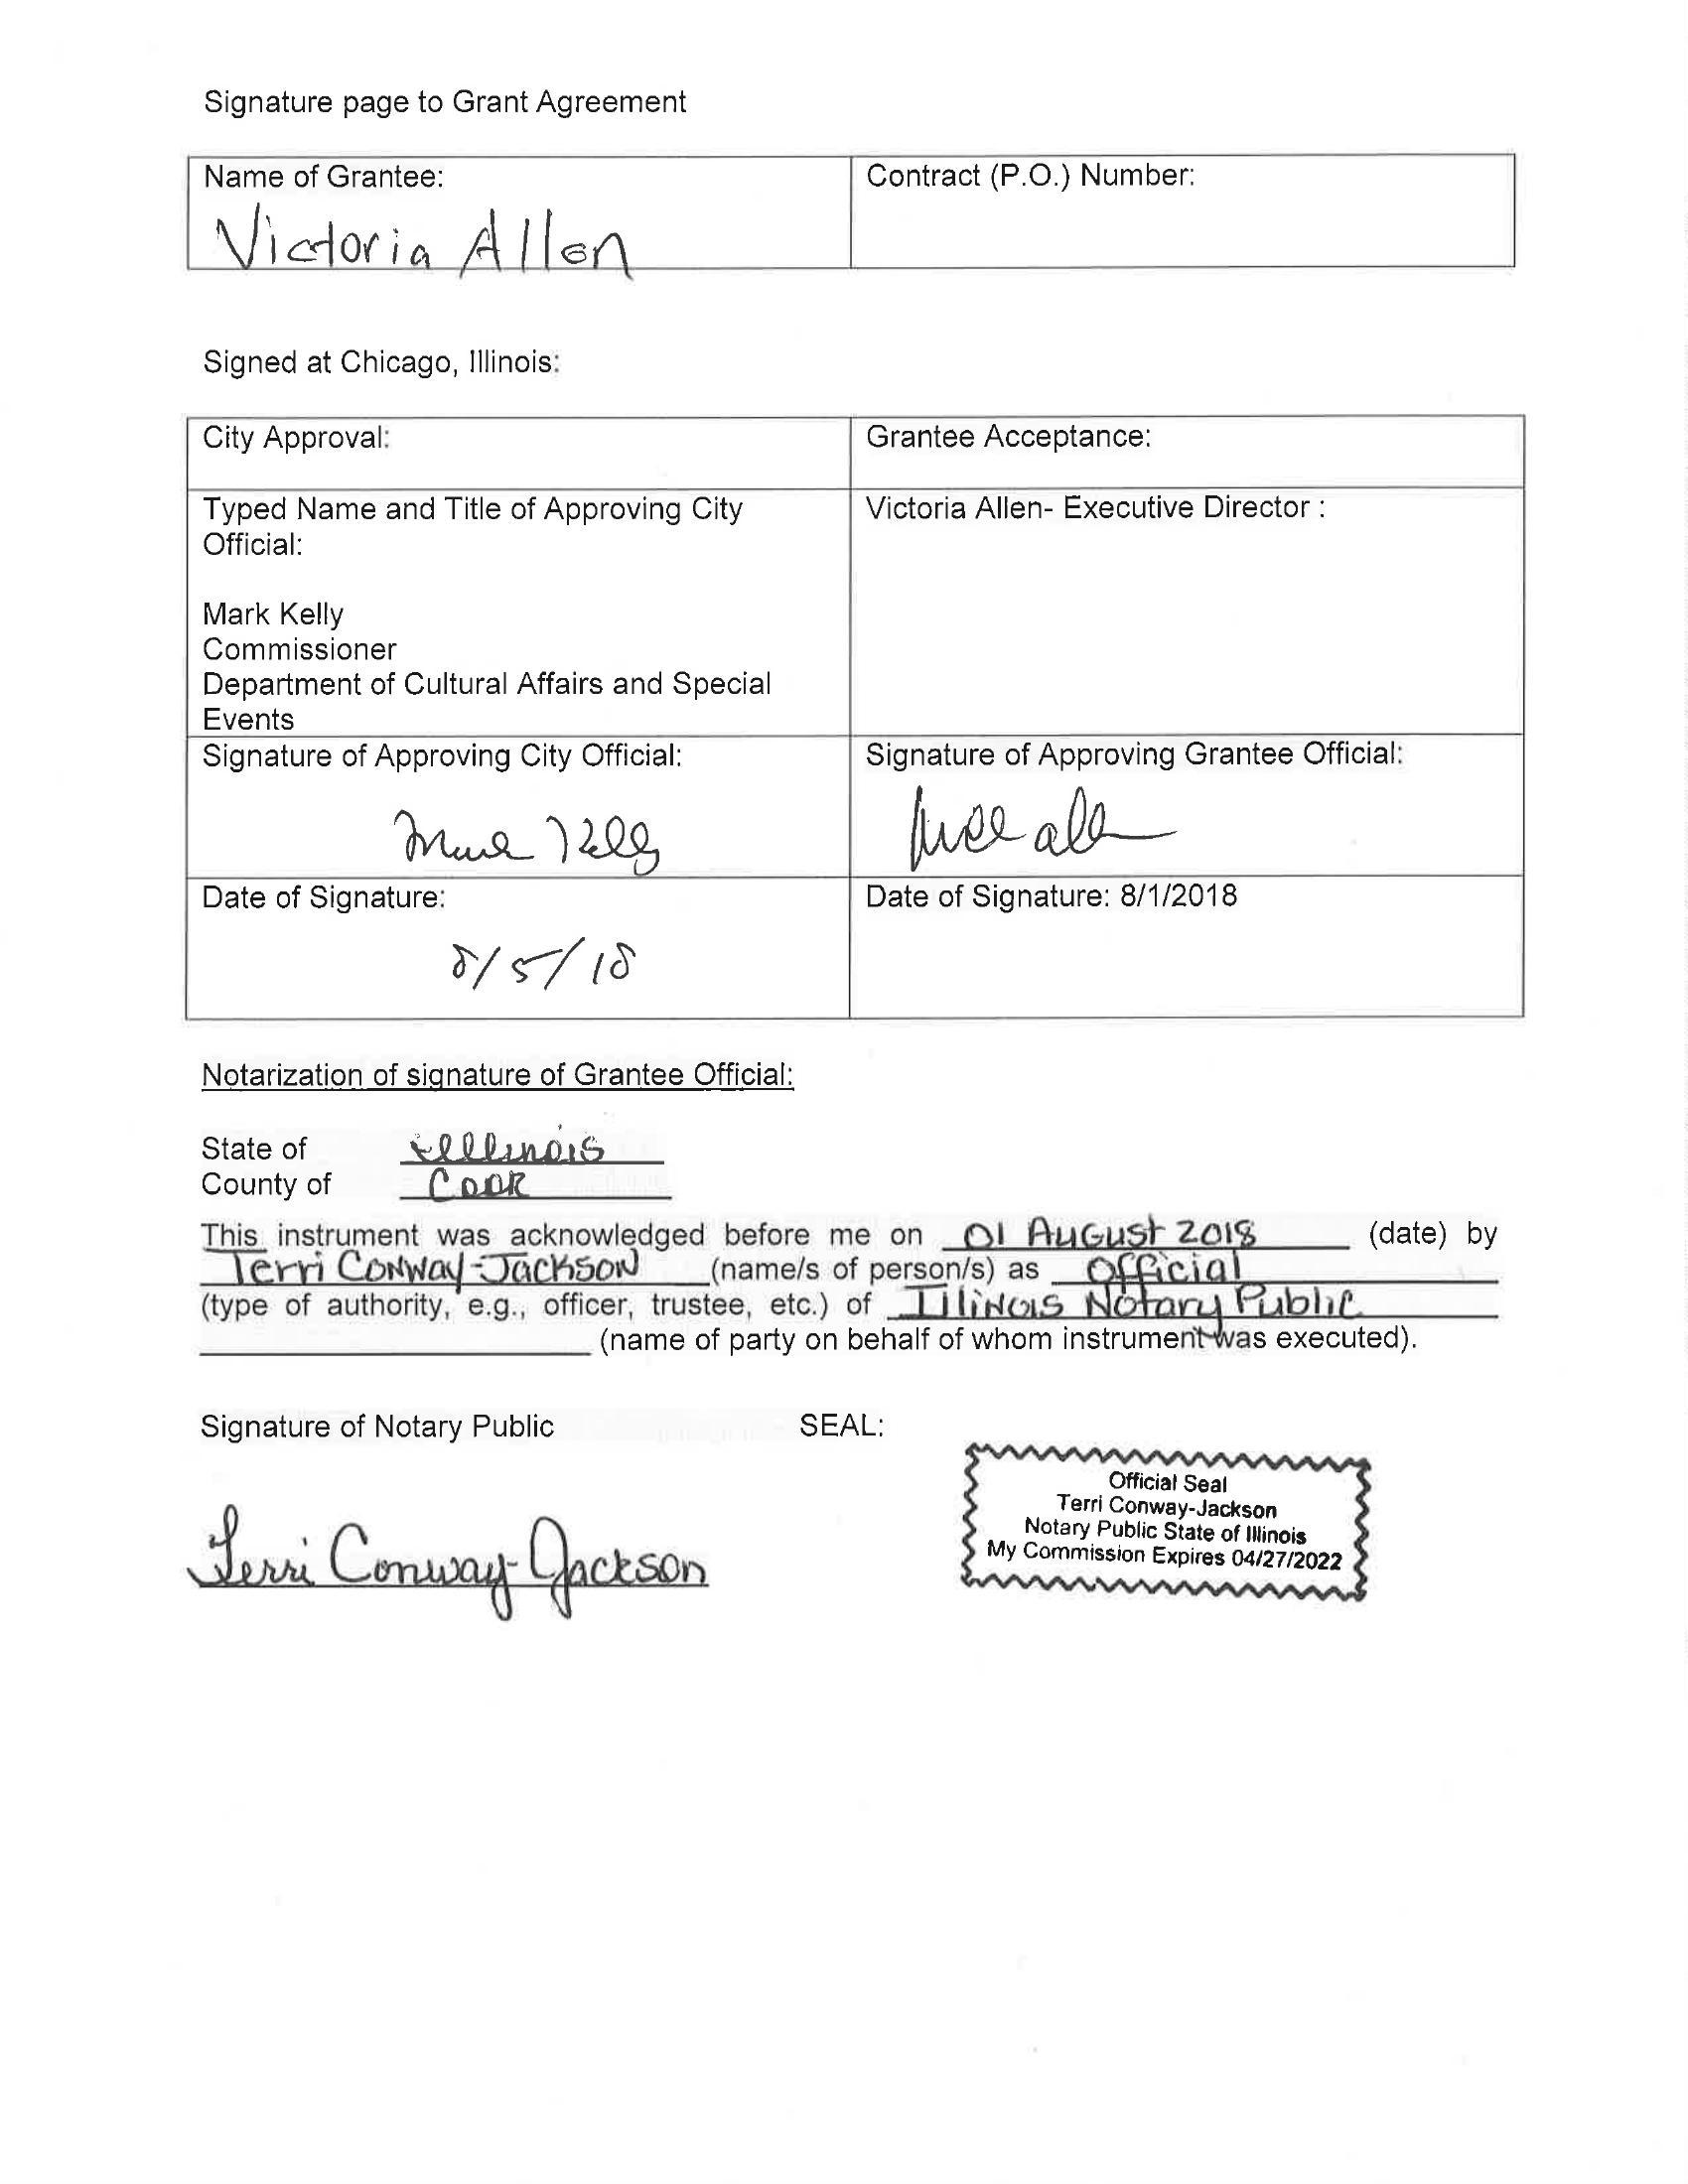 Signature page to Grant Agreement
Name of Grantee:
Victoria Allen
Contract (P.O.) Number:
Signed at Chicago, Illinois:
City Approval:
Grantee Acceptance:
Typed Name and Title of Approving City
Official:
Mark Kelly
Commissioner
Department of Cultural Affairs and Special
Events
Victoria Allen- Executive Director :
Signature of Approving City Official:
Mark Kelly
Signature of Approving Grantee Official:
Date of Signature:
8/5/18
Date of Signature: 8/1/2018
Notarization of signature of Grantee Official:
State of Illinois
County of Cook
This instrument was acknowledged before me on 01 August 2018 (date) by
Terri Conway-Jackson (name/s of person/s) as Official
(type of authority, e.g., officer, trustee, etc.) of Illinois Notary Public
(name of party on behalf of whom instrument was executed).
Signature of Notary Public
SEAL:
Terri Conway-Jackson
Official Seal
Terri Conway-Jackson
Notary Public State of Illinois
My Commission Expires 04/27/2022